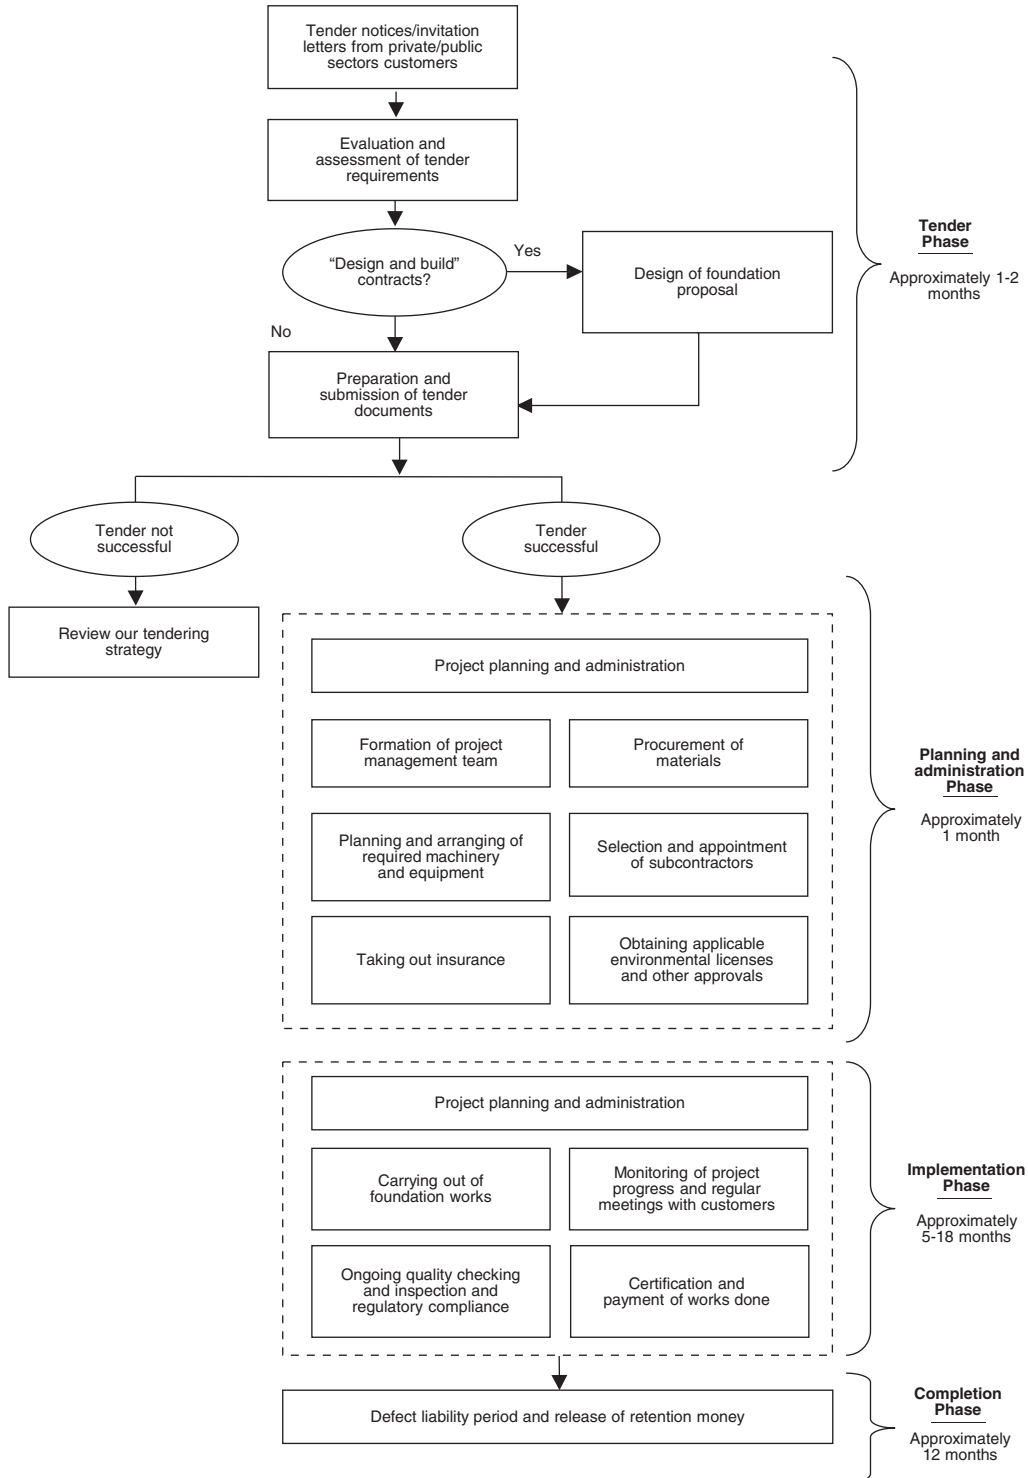 Tender notices/invitation
letters from private/public
sectors customers
Evaluation and
assessment of tender
requirements
“Design and build”
contracts?
Yes
Design of foundation
proposal
No
Preparation and
submission of tender
documents
Tender
Phase
Approximately 1-2
months
Tender not
successful
Tender
successful
Review our tendering
strategy
Project planning and administration
Formation of project
management team
Procurement of
materials
Planning and arranging of
required machinery
and equipment
Selection and appointment
of subcontractors
Taking out insurance
Obtaining applicable
environmental licenses
and other approvals
Planning and
administration
Phase
Approximately
1 month
Project planning and administration
Carrying out of
foundation works
Monitoring of project
progress and regular
meetings with customers
Ongoing quality checking
and inspection and
regulatory compliance
Certification and
payment of works done
Implementation
Phase
Approximately
5-18 months
Defect liability period and release of retention money
Completion
Phase
Approximately
12 months